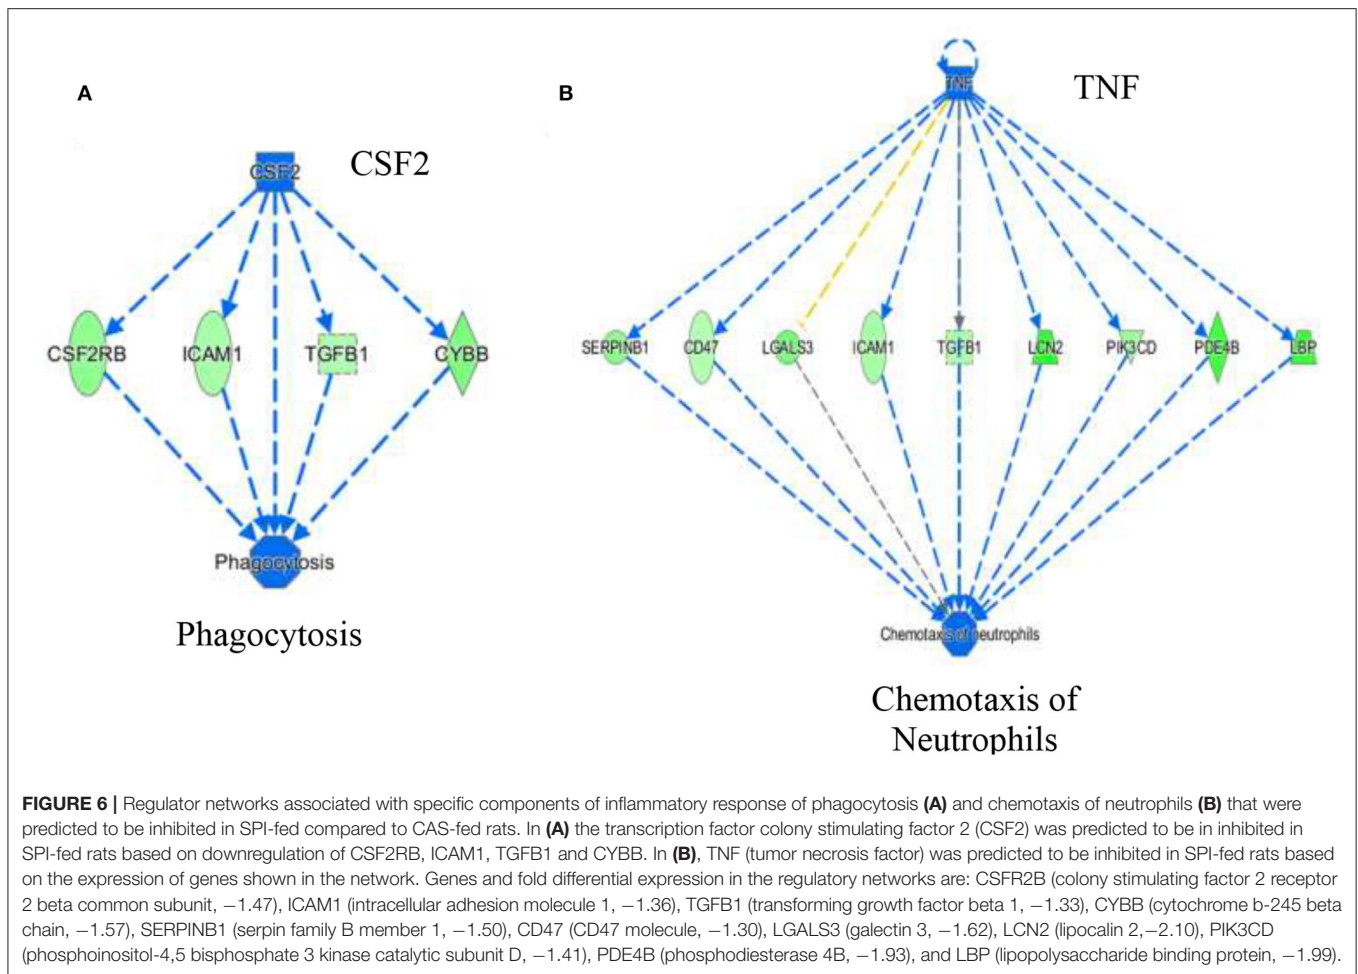 A
B
TNF
TNF
CSF2
CSF2
CSF2RB
ICAM1
TGFB1
CYBB
SERPINB1
CD47
LGALS3
ICAM1
TGFB1
LCN2
PIK3CD
PDE4B
LBP
Phagocytosis
Phagocytosis
Chemotaxis of neutrophils
Chemotaxis of
Neutrophils
FIGURE 6 | Regulator networks associated with specific components of inflammatory response of phagocytosis (A) and chemotaxis of neutrophils (B) that were
predicted to be inhibited in SPI-fed compared to CAS-fed rats. In (A) the transcription factor colony stimulating factor 2 (CSF2) was predicted to be in inhibited in
SPI-fed rats based on downregulation of CSF2RB, ICAM1, TGFB1 and CYBB. In (B), TNF (tumor necrosis factor) was predicted to be inhibited in SPI-fed rats based
on the expression of genes shown in the network. Genes and fold differential expression in the regulatory networks are: CSFR2B (colony stimulating factor 2 receptor
2 beta common subunit, −1.47), ICAM1 (intracellular adhesion molecule 1, −1.36), TGFB1 (transforming growth factor beta 1, −1.33), CYBB (cytochrome b-245 beta
chain, −1.57), SERPINB1 (serpin family B member 1, −1.50), CD47 (CD47 molecule, −1.30), LGALS3 (galectin 3, −1.62), LCN2 (lipocalin 2,−2.10), PIK3CD
(phosphoinositol-4,5 bisphosphate 3 kinase catalytic subunit D, −1.41), PDE4B (phosphodiesterase 4B, −1.93), and LBP (lipopolysaccharide binding protein, −1.99).